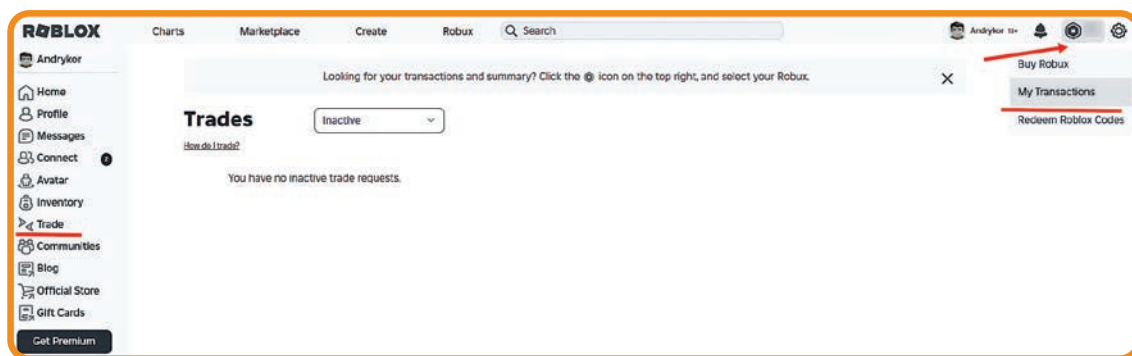 ROBLOX Charts Marketplace Create Robux Search Andrykor 13+
Andrykor
Home
Profile
Messages
Connect 2
Avatar
Inventory
Trade
Communities
Blog
Official Store
Gift Cards
Get Premium
Looking for your transactions and summary? Click the icon on the top right, and select your Robux.
Trades Inactive
How do I trade?
You have no inactive trade requests.
Buy Robux
My Transactions
Redeem Roblox Codes